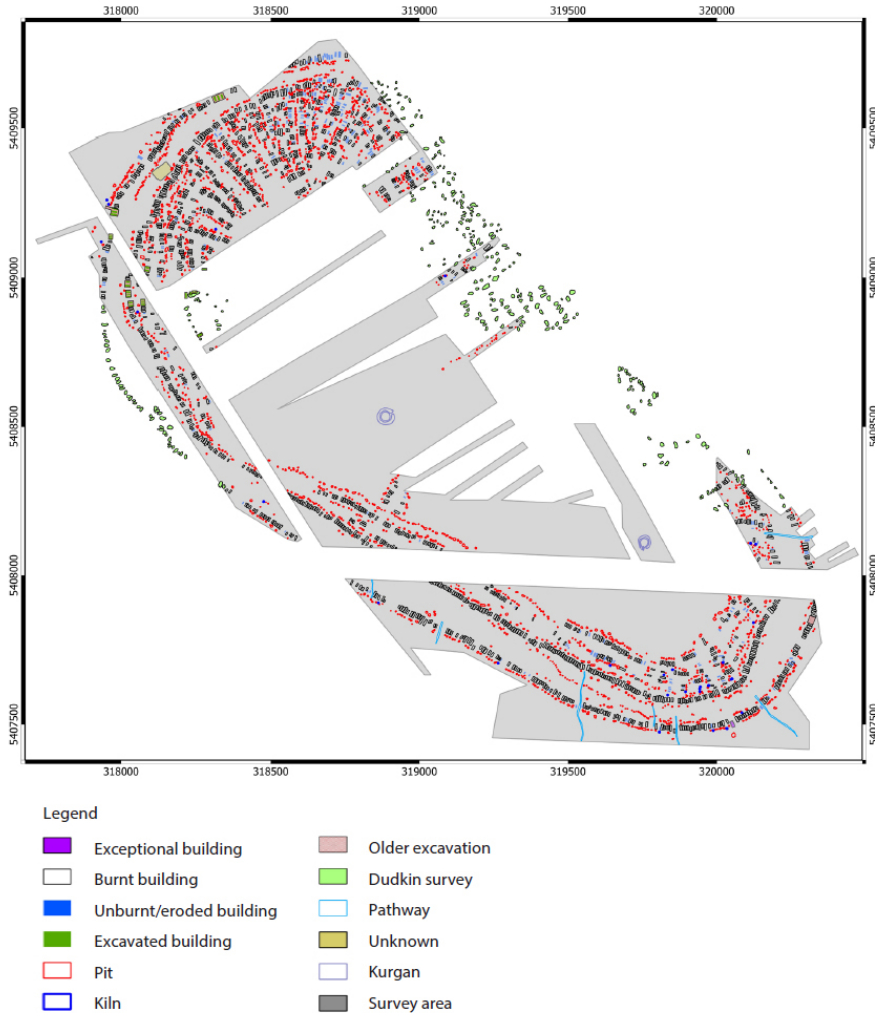 318000 318500 319000 319500 320000
5409500 5409500
5409000 5409000
5408500 5408500
5408000 5408000
5407500 5407500
318000 318500 319000 319500 320000
Legend
Exceptional building
Burnt building
Unburnt/eroded building
Excavated building
Pit
Kiln
Older excavation
Dudkin survey
Pathway
Unknown
Kurgan
Survey area